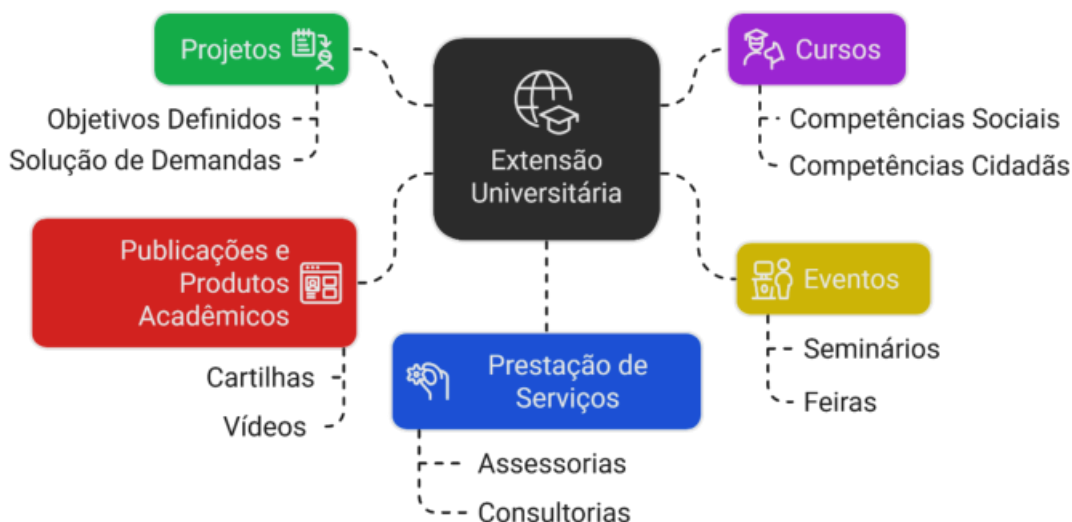 Projetos
Objetivos Definidos
Solução de Demandas
Extensão
Universitária
Cursos
Competências Sociais
Competências Cidadãs
Publicações e
Produtos
Acadêmicos
Cartilhas
Vídeos
Prestação de
Serviços
Assessorias
Consultorias
Eventos
Seminários
Feiras